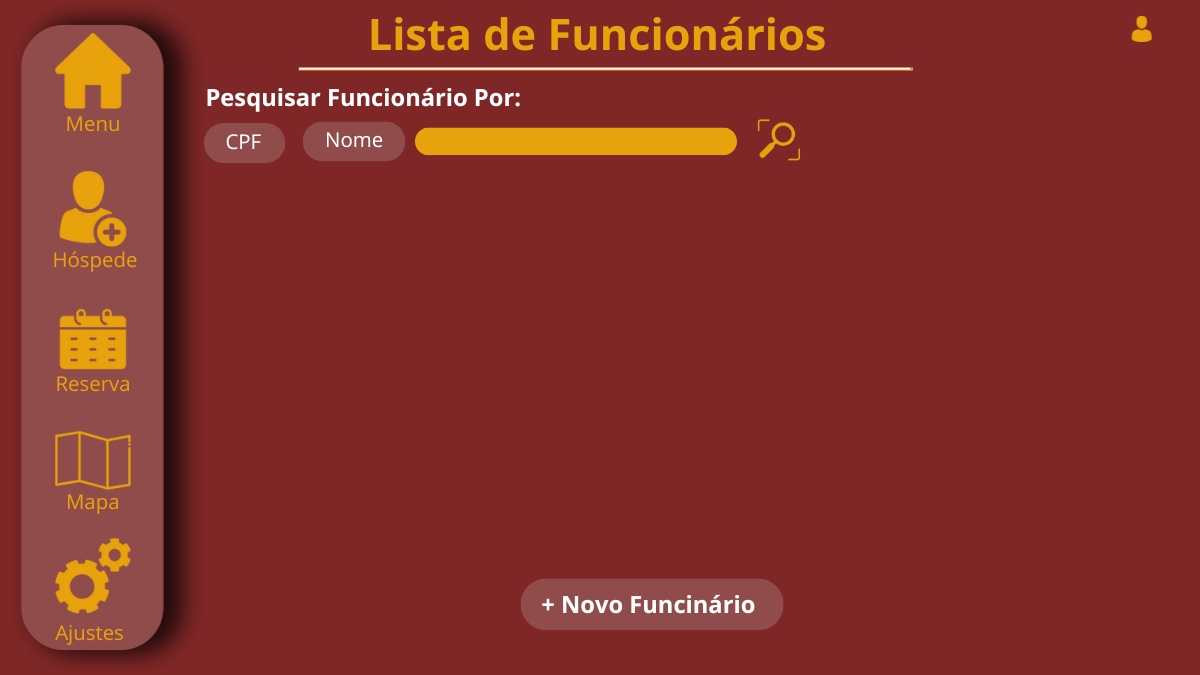 Lista de Funcionários
Pesquisar Funcionário Por:
CPF
Nome
Menu
Hóspede
Reserva
Mapa
Ajustes
+ Novo Funcinário